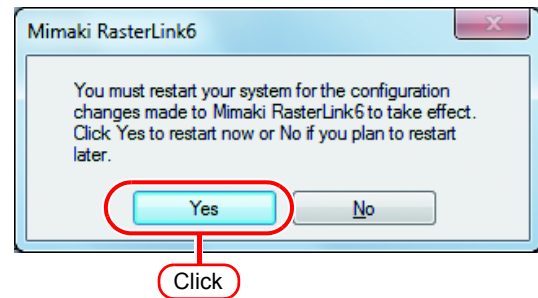 Mimaki RasterLink6
You must restart your system for the configuration
changes made to Mimaki RasterLink6 to take effect.
Click Yes to restart now or No if you plan to restart
later.
Yes
No
Click